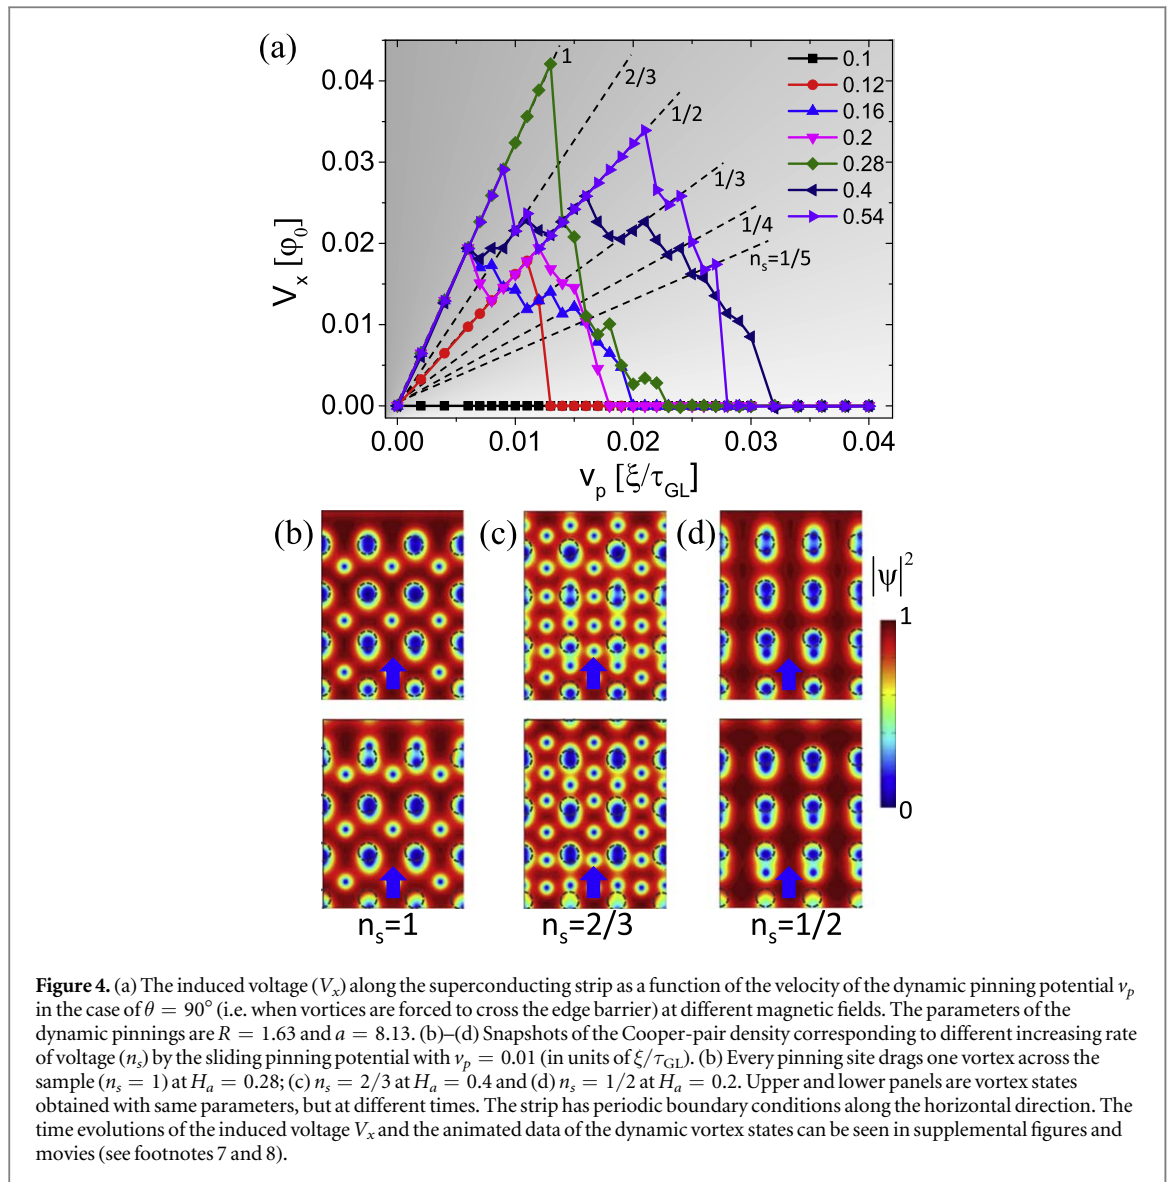 (a)
1
2/3
1/2
1/3
1/4
n_s=1/5
0.1
0.12
0.16
0.2
0.28
0.4
0.54
0.04
0.03
0.02
0.01
0.00
V_x [φ_0]
0.00 0.01 0.02 0.03 0.04
v_p [ξ/τ_GL]
(b) (c) (d)
|ψ|^2
1
0
n_s=1 n_s=2/3 n_s=1/2
Figure 4. (a) The induced voltage (V_x) along the superconducting strip as a function of the velocity of the dynamic pinning potential v_p
in the case of θ = 90° (i.e. when vortices are forced to cross the edge barrier) at different magnetic fields. The parameters of the
dynamic pinnings are R = 1.63 and a = 8.13. (b)–(d) Snapshots of the Cooper-pair density corresponding to different increasing rate
of voltage (n_s) by the sliding pinning potential with v_p = 0.01 (in units of ξ/τ_GL). (b) Every pinning site drags one vortex across the
sample (n_s = 1) at H_a = 0.28; (c) n_s = 2/3 at H_a = 0.4 and (d) n_s = 1/2 at H_a = 0.2. Upper and lower panels are vortex states
obtained with same parameters, but at different times. The strip has periodic boundary conditions along the horizontal direction. The
time evolutions of the induced voltage V_x and the animated data of the dynamic vortex states can be seen in supplemental figures and
movies (see footnotes 7 and 8).